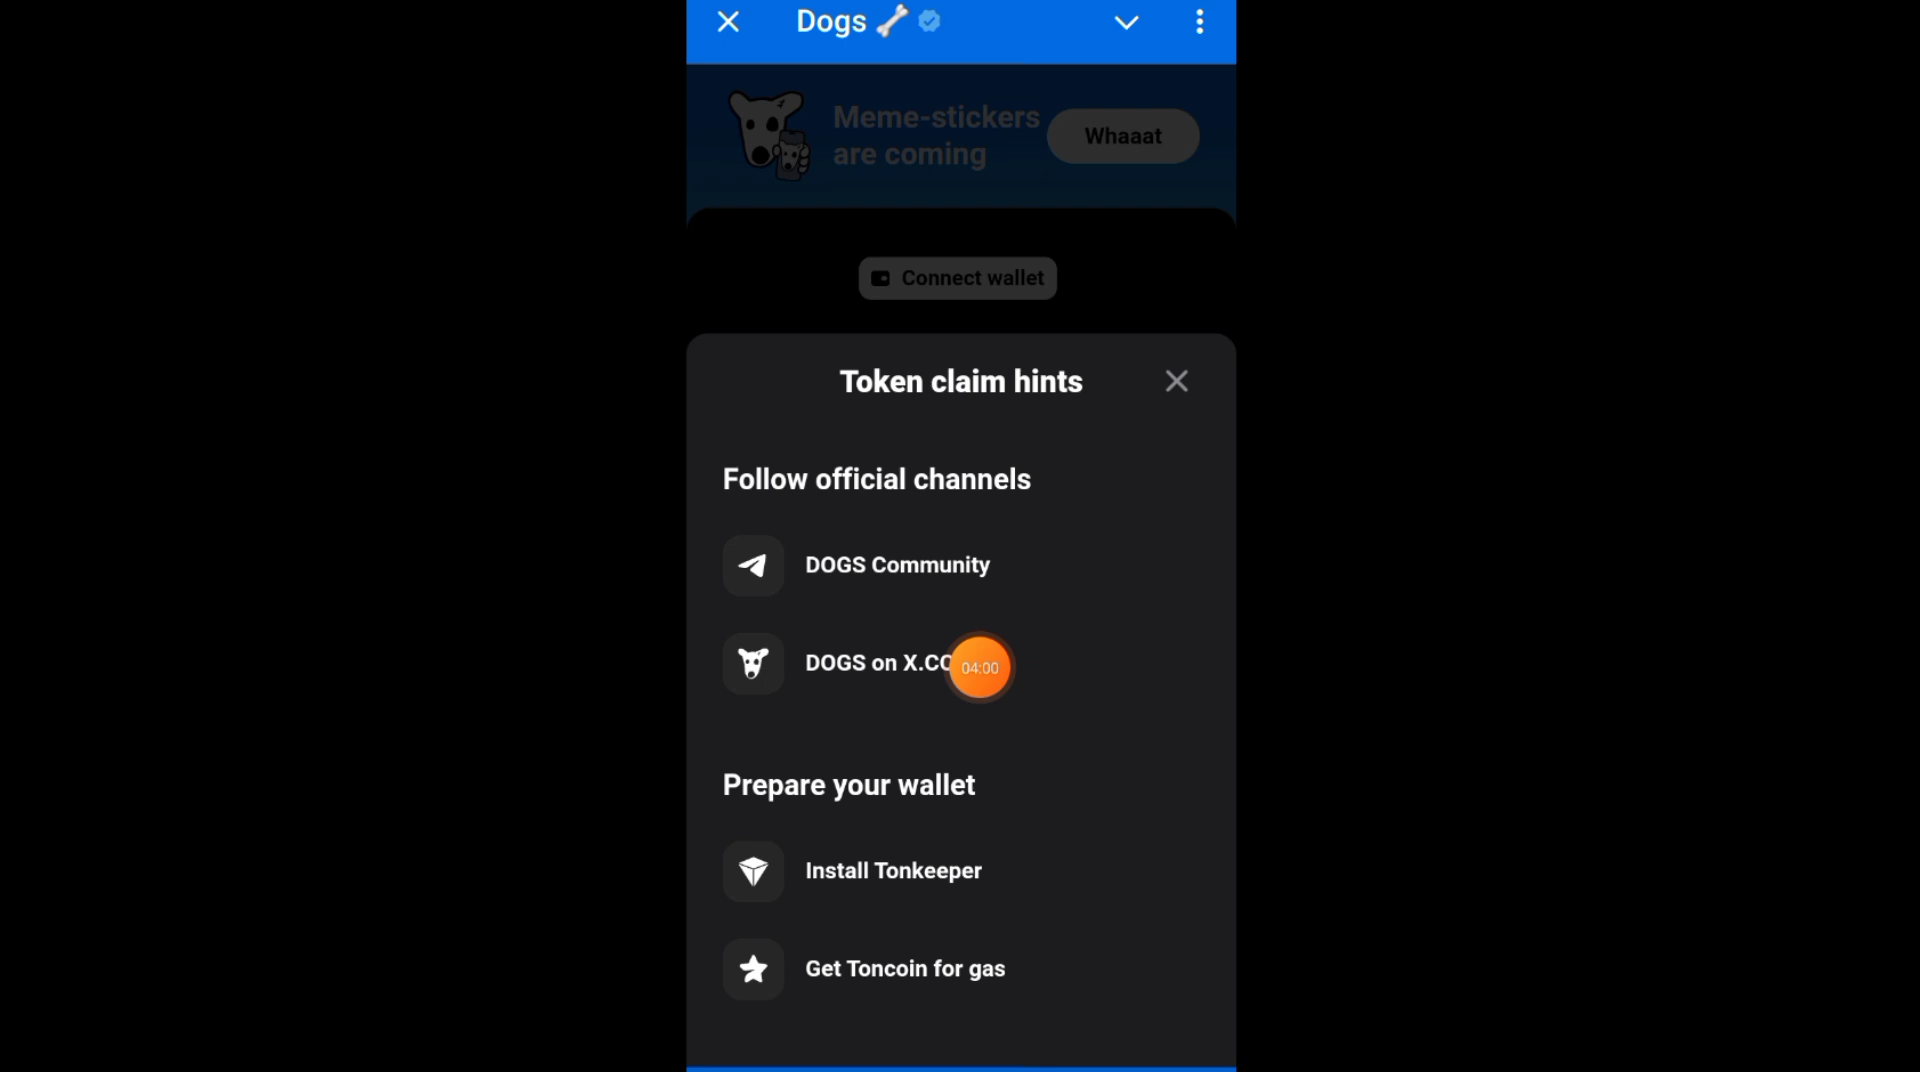 Dogs 🦴
Meme-stickers
are coming
Whaaat
Connect wallet
Token claim hints
Follow official channels
DOGS Community
DOGS on
04:00
Prepare your wallet
Install Tonkeeper
Get Toncoin for gas